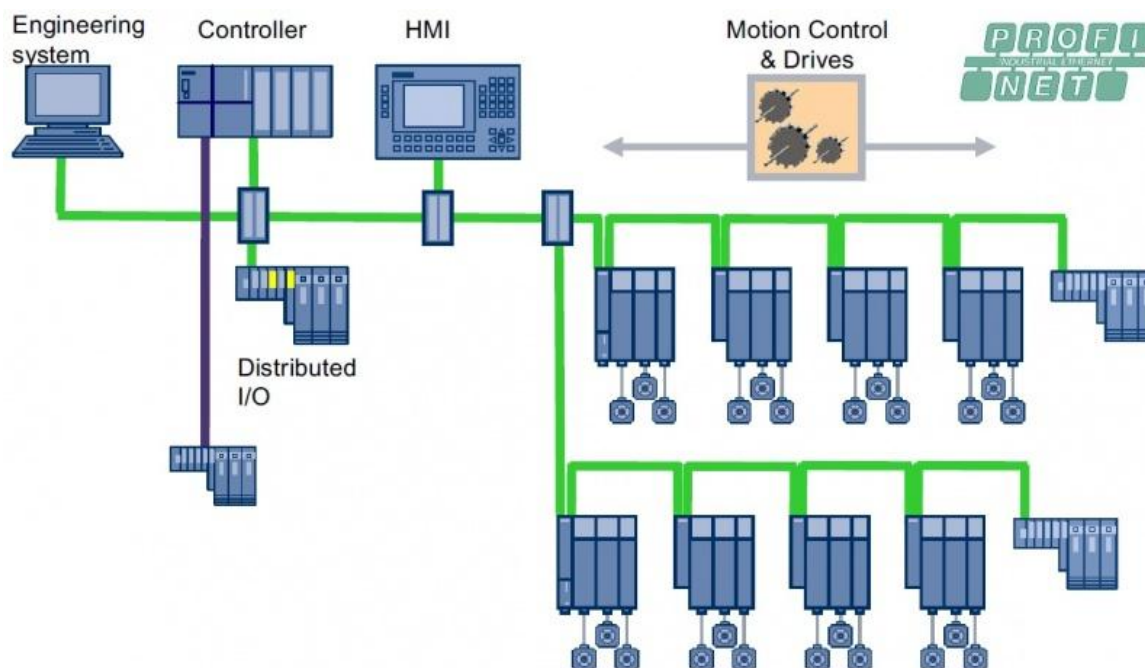 Engineering
system
Controller
HMI
Motion Control
& Drives
PROFI
INDUSTRIAL ETHERNET
NET
Distributed
I/O